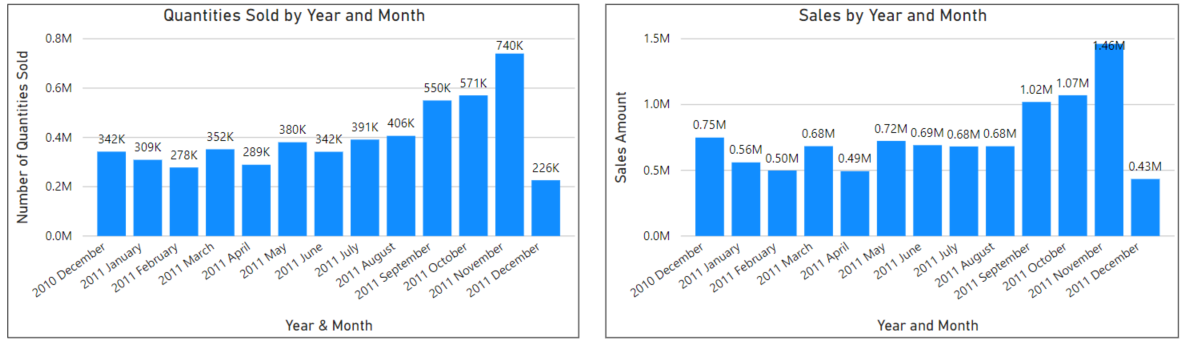 Quantities Sold by Year and Month
Number of Quantities Sold
0.8M
0.6M
0.4M
0.2M
0.0M
342K
309K
278K
352K
289K
380K
342K
391K
406K
550K
571K
740K
226K
2010 December
2011 January
2011 February
2011 March
2011 April
2011 May
2011 June
2011 July
2011 August
2011 September
2011 October
2011 November
2011 December
Year & Month
Sales by Year and Month
Sales Amount
1.5M
1.0M
0.5M
0.0M
0.75M
0.56M
0.50M
0.68M
0.49M
0.72M
0.69M
0.68M
0.68M
1.02M
1.07M
1.46M
0.43M
2010 December
2011 January
2011 February
2011 March
2011 April
2011 May
2011 June
2011 July
2011 August
2011 September
2011 October
2011 November
2011 December
Year and Month